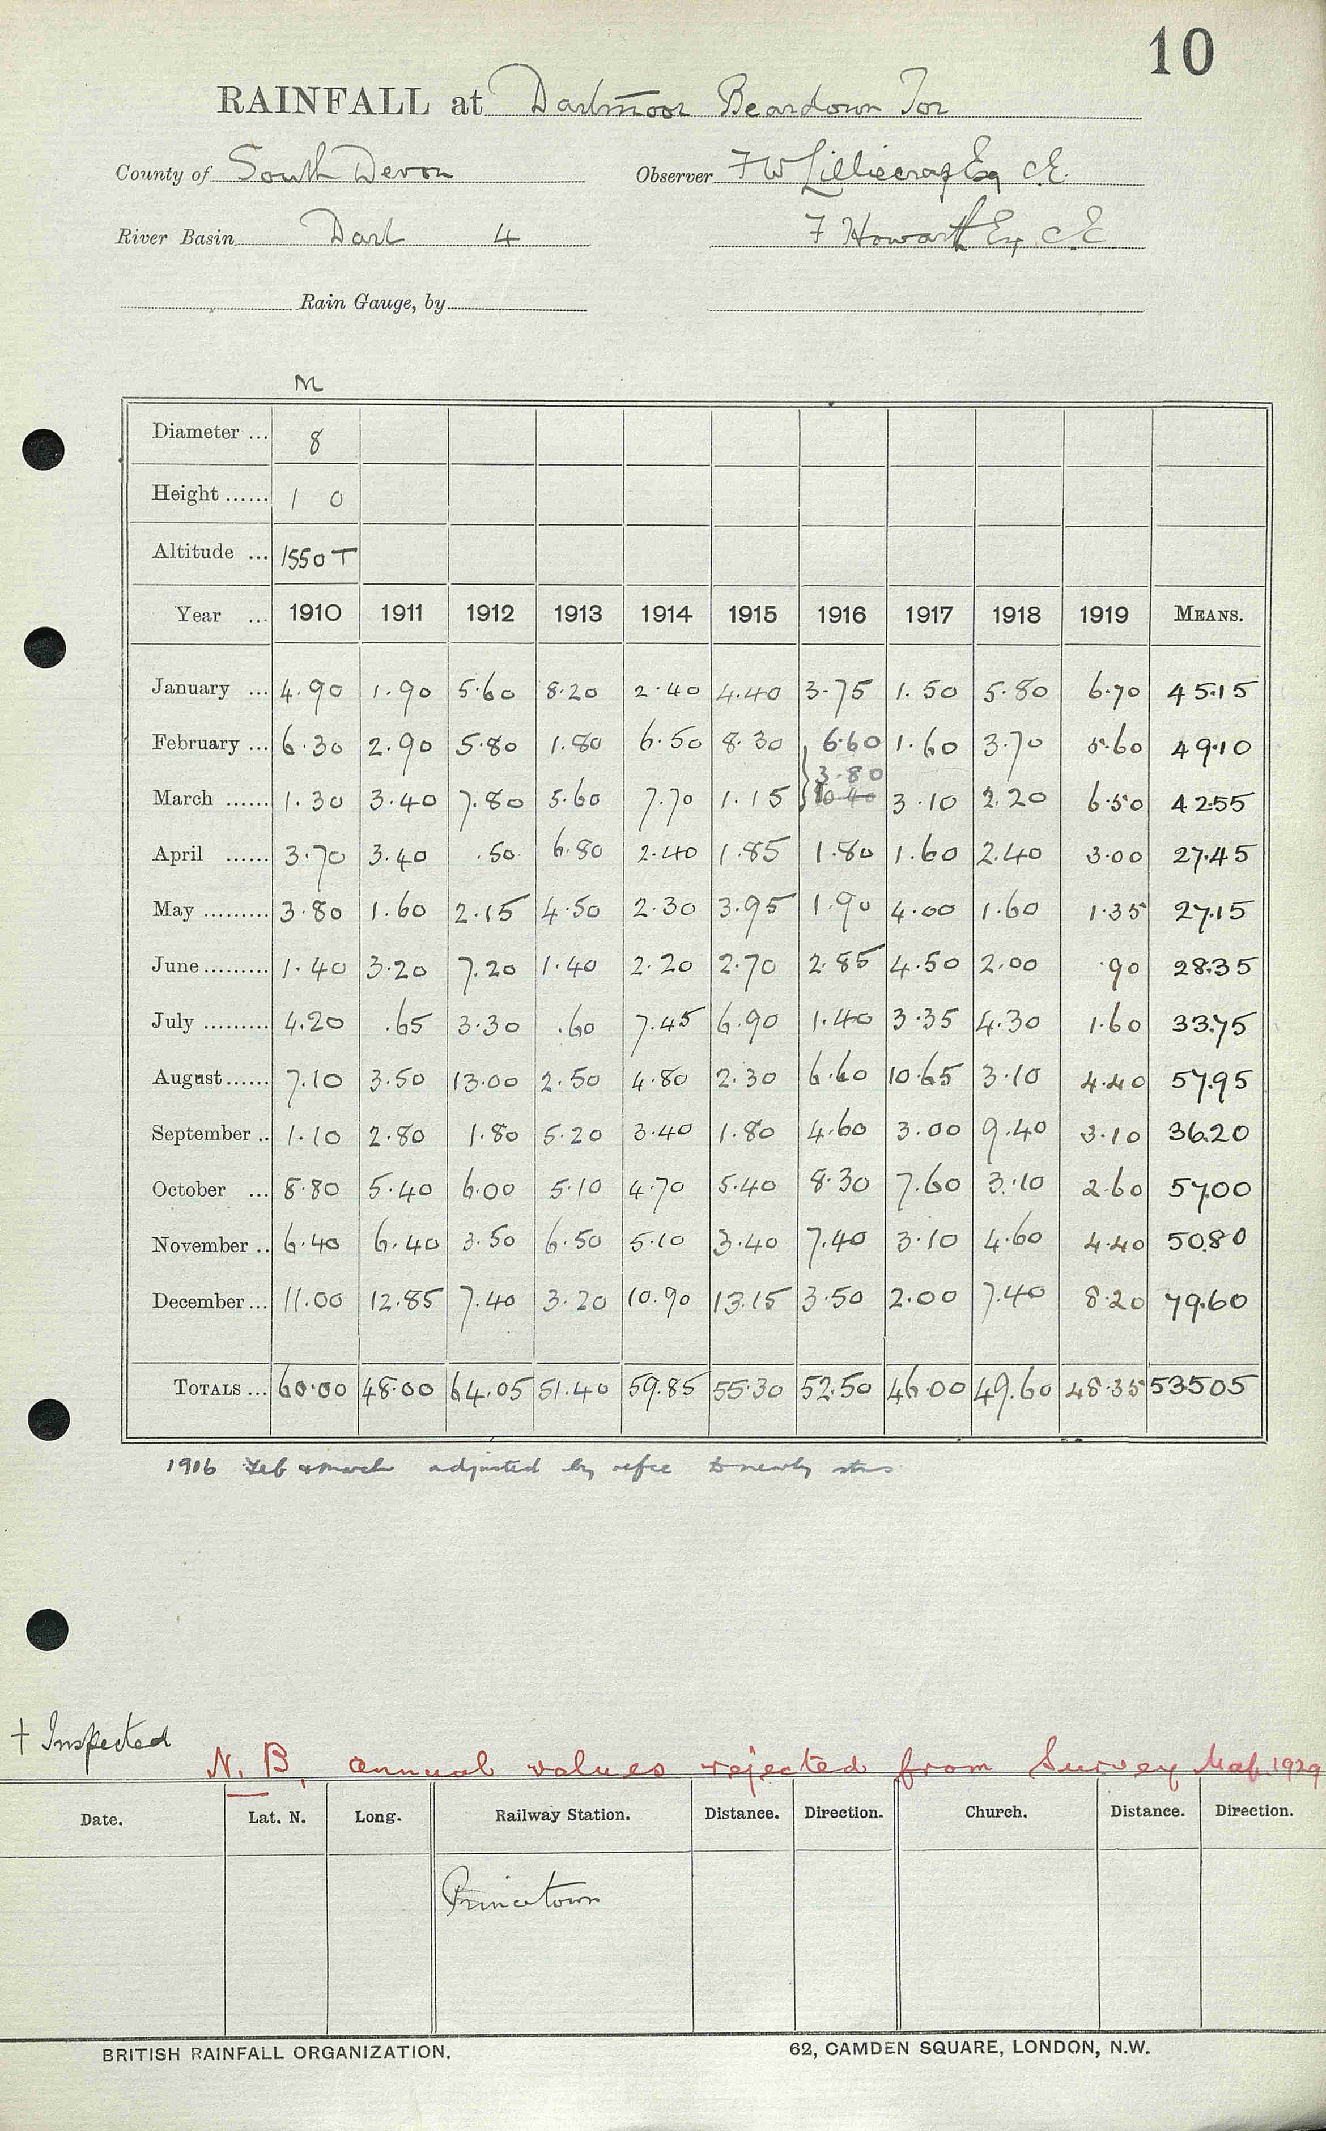 10
RAINFALL at Dartmoor Beardown Tor
County of South Devon Observer F W Lilliecrap Esq C.E.
River Basin Dart 4 F Howarth Esq C E
Rain Gauge, by
M
Diameter ... 8
Height ...... 1 0
Altitude ... 1550 T
Year ... 1910 1911 1912 1913 1914 1915 1916 1917 1918 1919 MEANS.
January ... 4.90 1.90 5.60 8.20 2.40 4.40 3.75 1.50 5.80 6.70 45.15
February ... 6.30 2.90 5.80 1.80 6.50 8.30 6.60 1.60 3.70 5.60 49.10
3.80
March ...... 1.30 3.40 7.80 5.60 7.70 1.15 10.40 3.10 2.20 6.50 42.55
April ...... 3.70 3.40 .50 6.80 2.40 1.85 1.80 1.60 2.40 3.00 27.45
May ......... 3.80 1.60 2.15 4.50 2.30 3.95 1.90 4.00 1.60 1.35 27.15
June ......... 1.40 3.20 7.20 1.40 2.20 2.70 2.85 4.50 2.00 .90 28.35
July ......... 4.20 .65 3.30 .60 7.45 6.90 1.40 3.35 4.30 1.60 33.75
August ...... 7.10 3.50 13.00 2.50 4.80 2.30 6.60 10.65 3.10 4.40 57.95
September .. 1.10 2.80 1.80 5.20 3.40 1.80 4.60 3.00 9.40 3.10 36.20
October ... 8.80 5.40 6.00 5.10 4.70 5.40 8.30 7.60 3.10 2.60 57.00
November .. 6.40 6.40 3.50 6.50 5.10 3.40 7.40 3.10 4.60 4.40 50.80
December ... 11.00 12.85 7.40 3.20 10.90 13.15 3.50 2.00 7.40 8.20 79.60
TOTALS ... 60.00 48.00 64.05 51.40 59.85 55.30 52.50 46.00 49.60 48.35 535.05
1916 Feb & March adjusted by refce to nearby stns
† Inspected
N. B. annual values rejected from Survey Map 1929
Date. Lat. N. Long. Railway Station. Distance. Direction. Church. Distance. Direction.
Princetown
BRITISH RAINFALL ORGANIZATION. 62, CAMDEN SQUARE, LONDON, N.W.